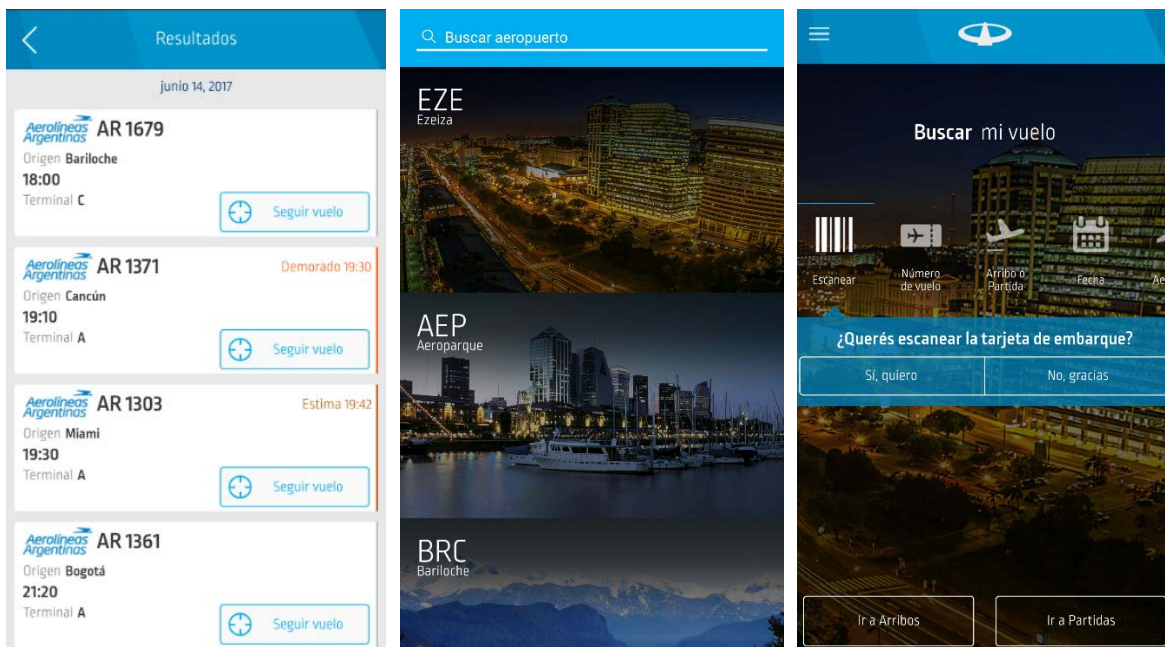 Resultados
junio 14, 2017
Aerolíneas Argentinas AR 1679
Origen Bariloche
18:00
Terminal C
Seguir vuelo
Aerolíneas Argentinas AR 1371
Demorado 19:30
Origen Cancún
19:10
Terminal A
Seguir vuelo
Aerolíneas Argentinas AR 1303
Estima 19:42
Origen Miami
19:30
Terminal A
Seguir vuelo
Aerolíneas Argentinas AR 1361
Origen Bogotá
21:20
Terminal A
Seguir vuelo
Buscar aeropuerto
EZE
Ezeiza
AEP
Aeroparque
BRC
Bariloche
Buscar mi vuelo
Escanear
Número
de vuelo
Arribo o
Partida
Fecha
Ae
¿Querés escanear la tarjeta de embarque?
Sí, quiero
No, gracias
Ir a Arribos
Ir a Partidas